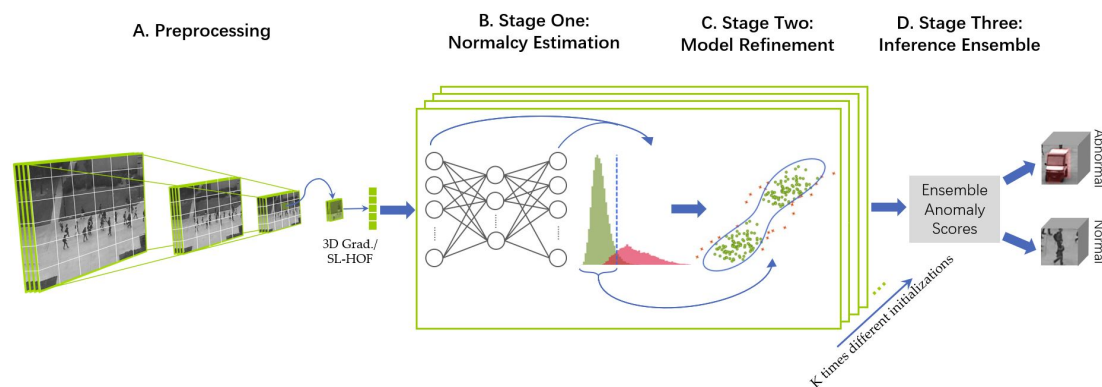 A. Preprocessing
B. Stage One:
Normalcy Estimation
C. Stage Two:
Model Refinement
D. Stage Three:
Inference Ensemble
3D Grad./
SL-HOF
Ensemble
Anomaly
Scores
Abnormal
Normal
K times different initializations